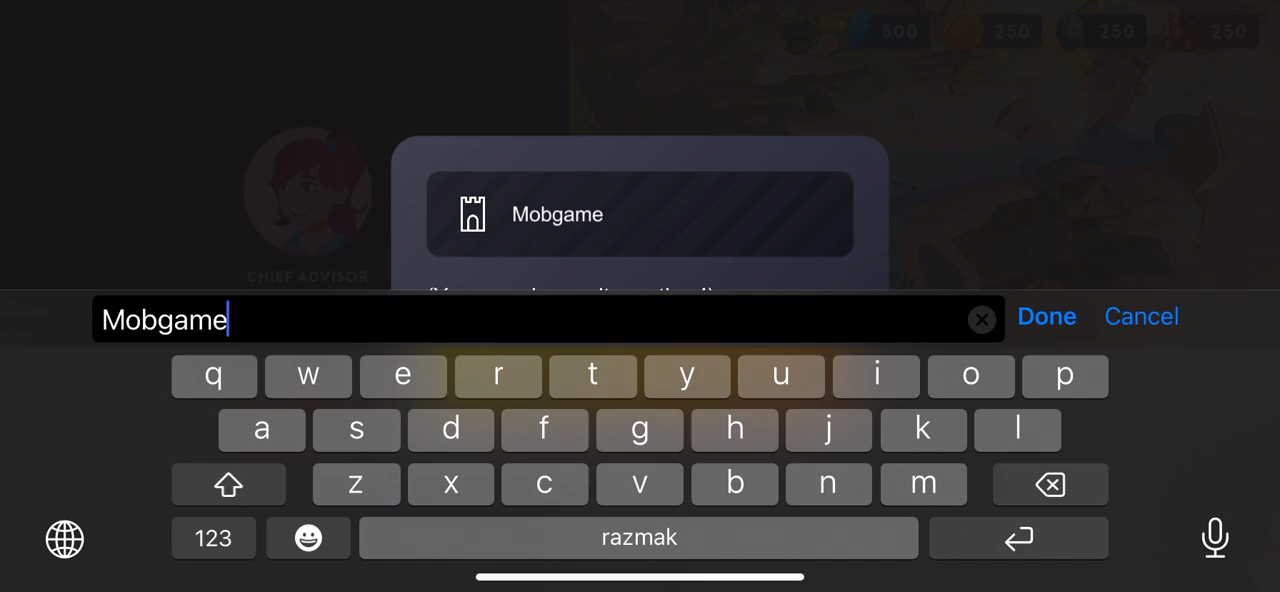 500 250 250 250
Mobgame
CHIEF ADVISOR
Mobgame
Done Cancel
q w e r t y u i o p
a s d f g h j k l
z x c v b n m
123 razmak